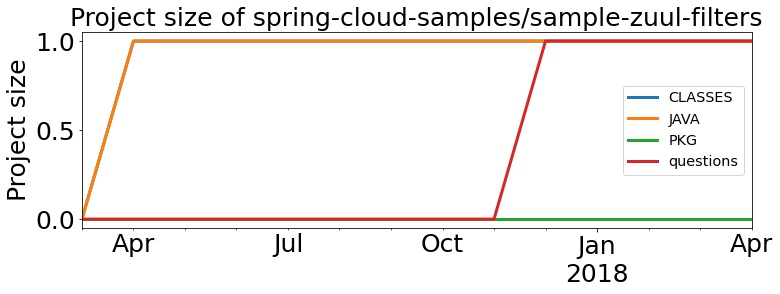 Project size of spring-cloud-samples/sample-zuul-filters
Project size
1.0
0.5
0.0
CLASSES
JAVA
PKG
questions
Apr Jul Oct Jan Apr
2018